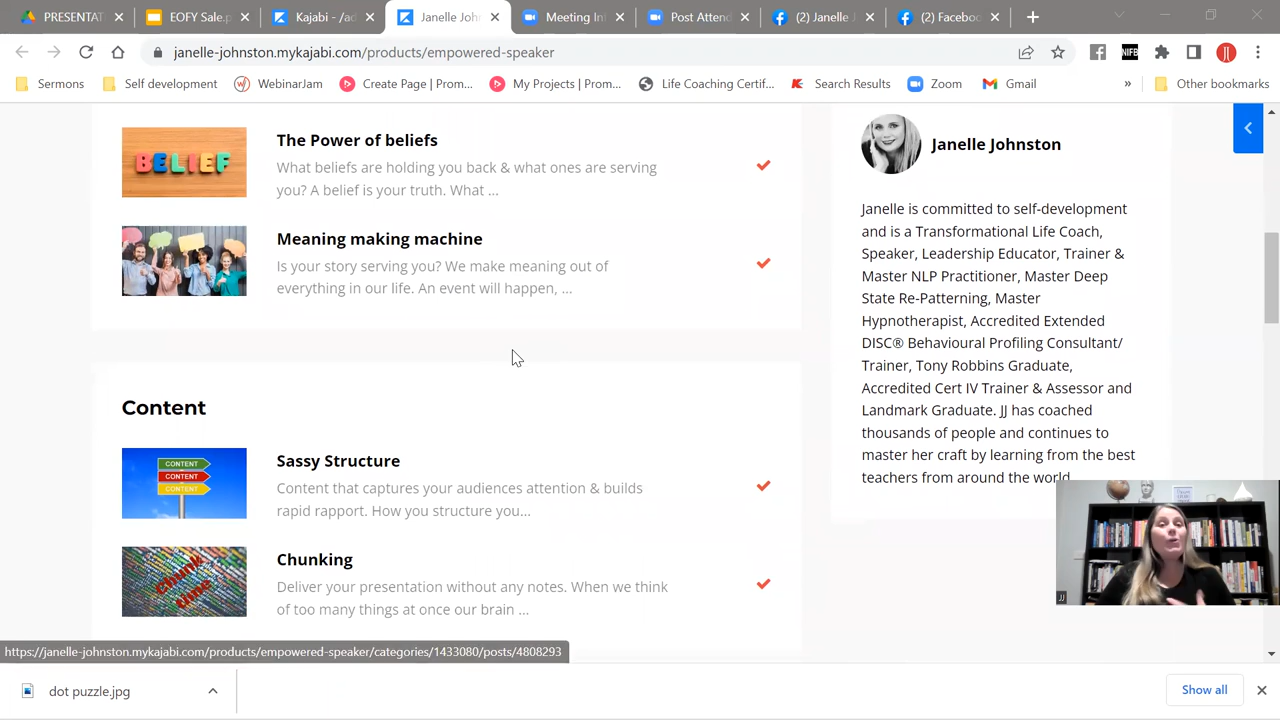 PRESENTAT
EOFY Sale.p
Kajabi - /ad
Janelle Joh
Meeting In
Post Attend
(2) Janelle J
(2) Faceboo
janelle-johnston.mykajabi.com/products/empowered-speaker
NIFB
JJ
Sermons
Self development
WebinarJam
Create Page | Prom...
My Projects | Prom...
Life Coaching Certif...
Search Results
Zoom
Gmail
»
Other bookmarks
BELIEF
The Power of beliefs
What beliefs are holding you back & what ones are serving
you? A belief is your truth. What ...
Meaning making machine
Is your story serving you? We make meaning out of
everything in our life. An event will happen, ...
Content
CONTENT
CONTENT
CONTENT
Sassy Structure
Content that captures your audiences attention & builds
rapid rapport. How you structure you...
chunk
time
Chunking
Deliver your presentation without any notes. When we think
of too many things at once our brain ...
Janelle Johnston
Janelle is committed to self-development
and is a Transformational Life Coach,
Speaker, Leadership Educator, Trainer &
Master NLP Practitioner, Master Deep
State Re-Patterning, Master
Hypnotherapist, Accredited Extended
DISC® Behavioural Profiling Consultant/
Trainer, Tony Robbins Graduate,
Accredited Cert IV Trainer & Assessor and
Landmark Graduate. JJ has coached
thousands of people and continues to
master her craft by learning from the best
teachers from around the world.
JJ
https://janelle-johnston.mykajabi.com/products/empowered-speaker/categories/1433080/posts/4808293
dot puzzle.jpg
Show all